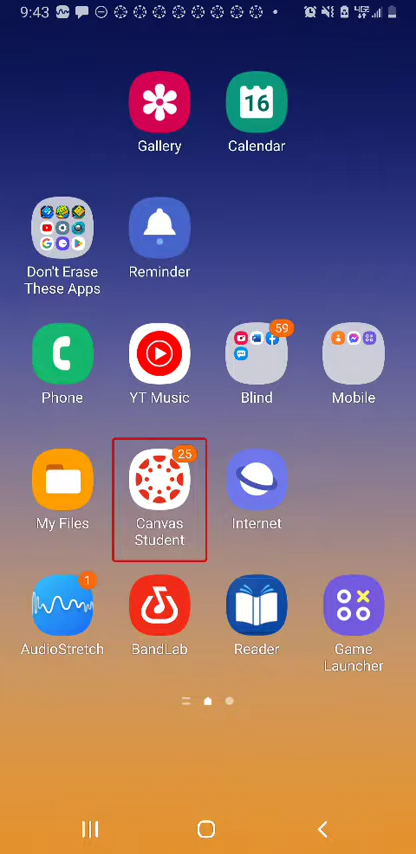 9:43
16
Gallery
Calendar
Don't Erase
These Apps
Reminder
59
Phone
YT Music
Blind
Mobile
25
My Files
Canvas
Student
Internet
1
AudioStretch
BandLab
Reader
Game
Launcher